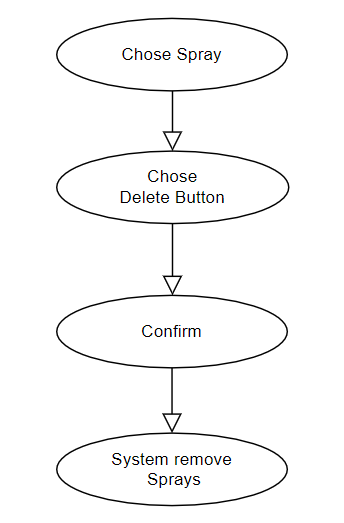 Chose Spray
Chose
Delete Button
Confirm
System remove
Sprays